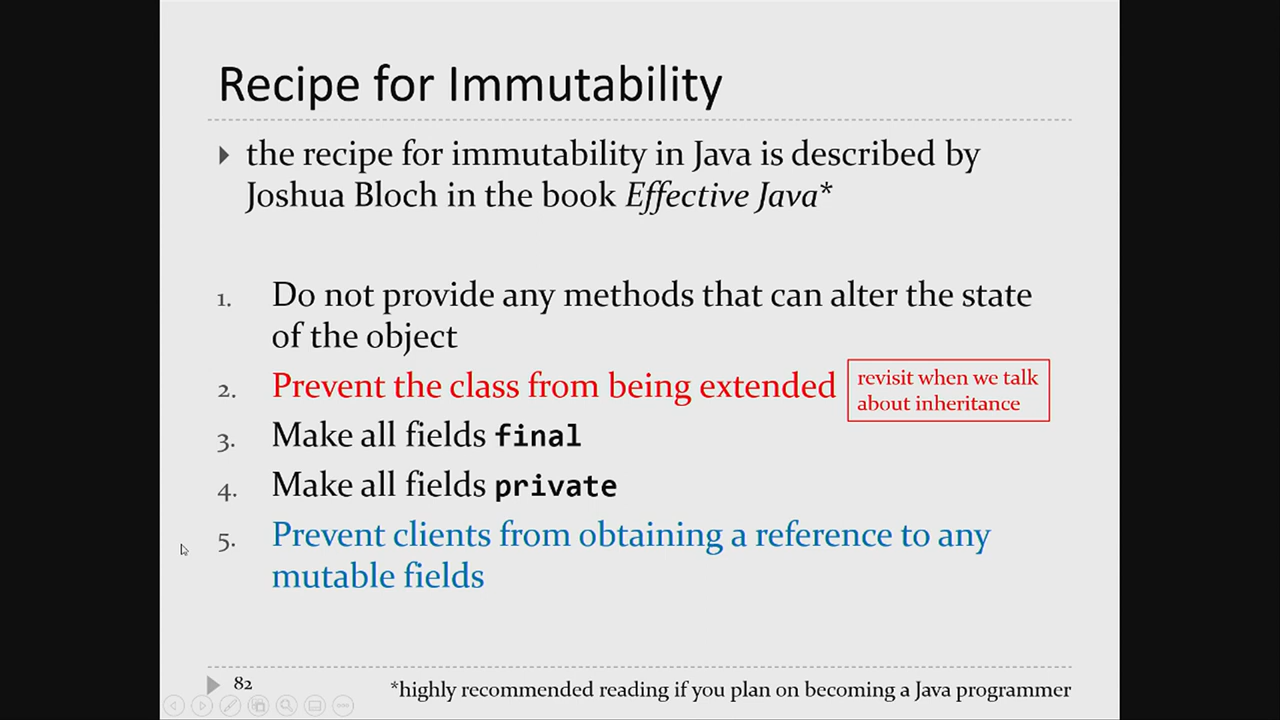 Recipe for Immutability
the recipe for immutability in Java is described by
Joshua Bloch in the book Effective Java*
1. Do not provide any methods that can alter the state
of the object
2. Prevent the class from being extended
revisit when we talk
about inheritance
3. Make all fields final
4. Make all fields private
5. Prevent clients from obtaining a reference to any
mutable fields
82
*highly recommended reading if you plan on becoming a Java programmer